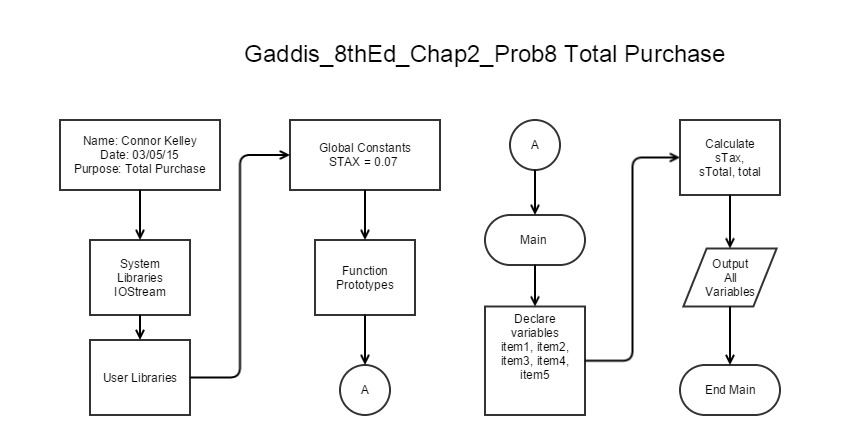 Gaddis_8thEd_Chap2_Prob8 Total Purchase
Name: Connor Kelley
Date: 03/05/15
Purpose: Total Purchase
System
Libraries
IOStream
User Libraries
Global Constants
STAX = 0.07
Function
Prototypes
A
A
Main
Declare
variables
item1, item2,
item3, item4,
item5
Calculate
sTax,
sTotal, total
Output
All
Variables
End Main